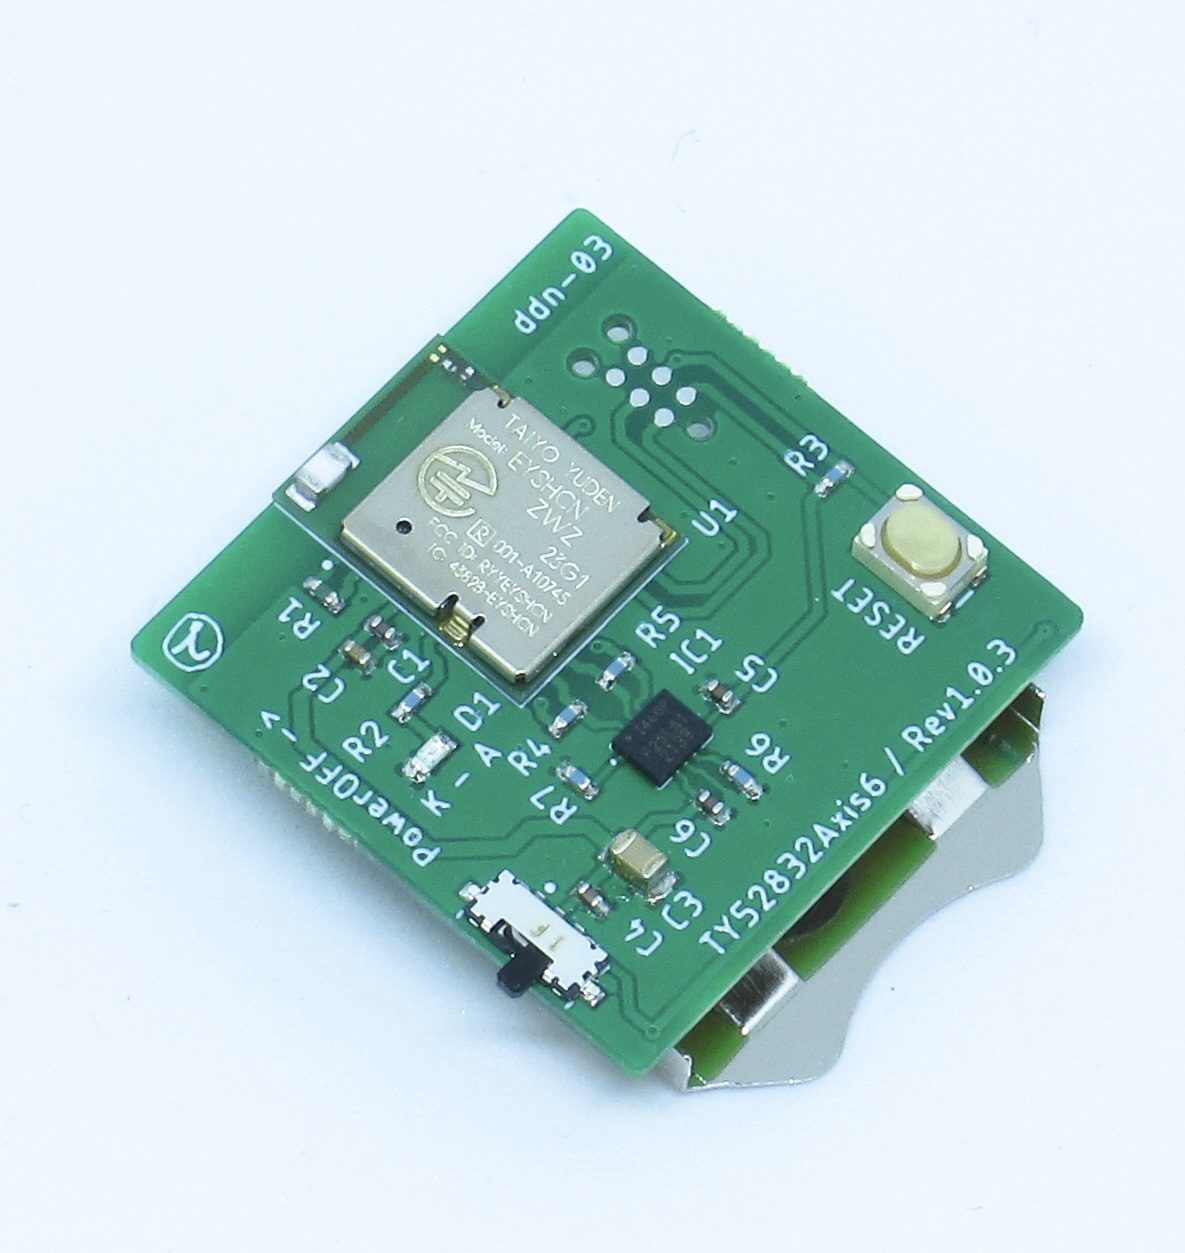 ddn-03
TAIYO YUDEN
Model: EYSHCN
ZWZ
23G1
R 001-A10745
FCC ID: RYYEYSHCN
IC: 4389B-EYSHCN
U1
R3
RESET
R1
C2
C1
R2
D1
K - A
PowerOFF ->
R5
IC1
C5
R4
R7
R6
C6
C3
C4
TY52832Axis6 / Rev1.0.3